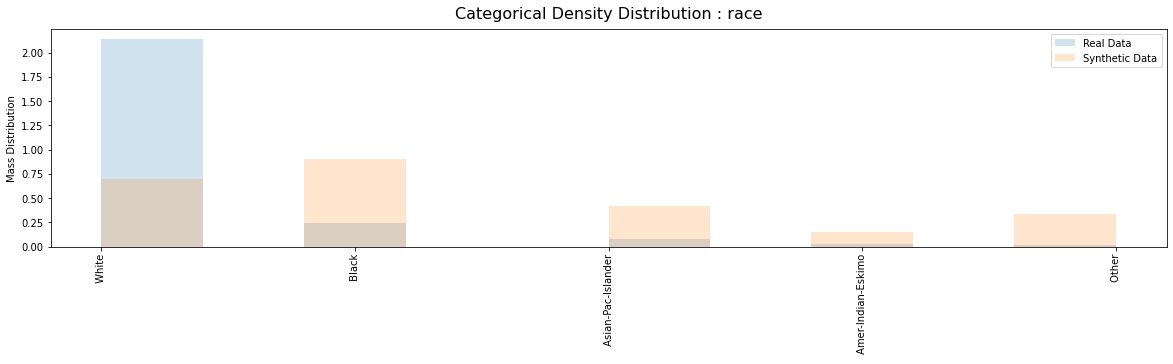 Categorical Density Distribution : race
Real Data
Synthetic Data
Mass Distribution
2.00
1.75
1.50
1.25
1.00
0.75
0.50
0.25
0.00
White
Black
Asian-Pac-Islander
Amer-Indian-Eskimo
Other